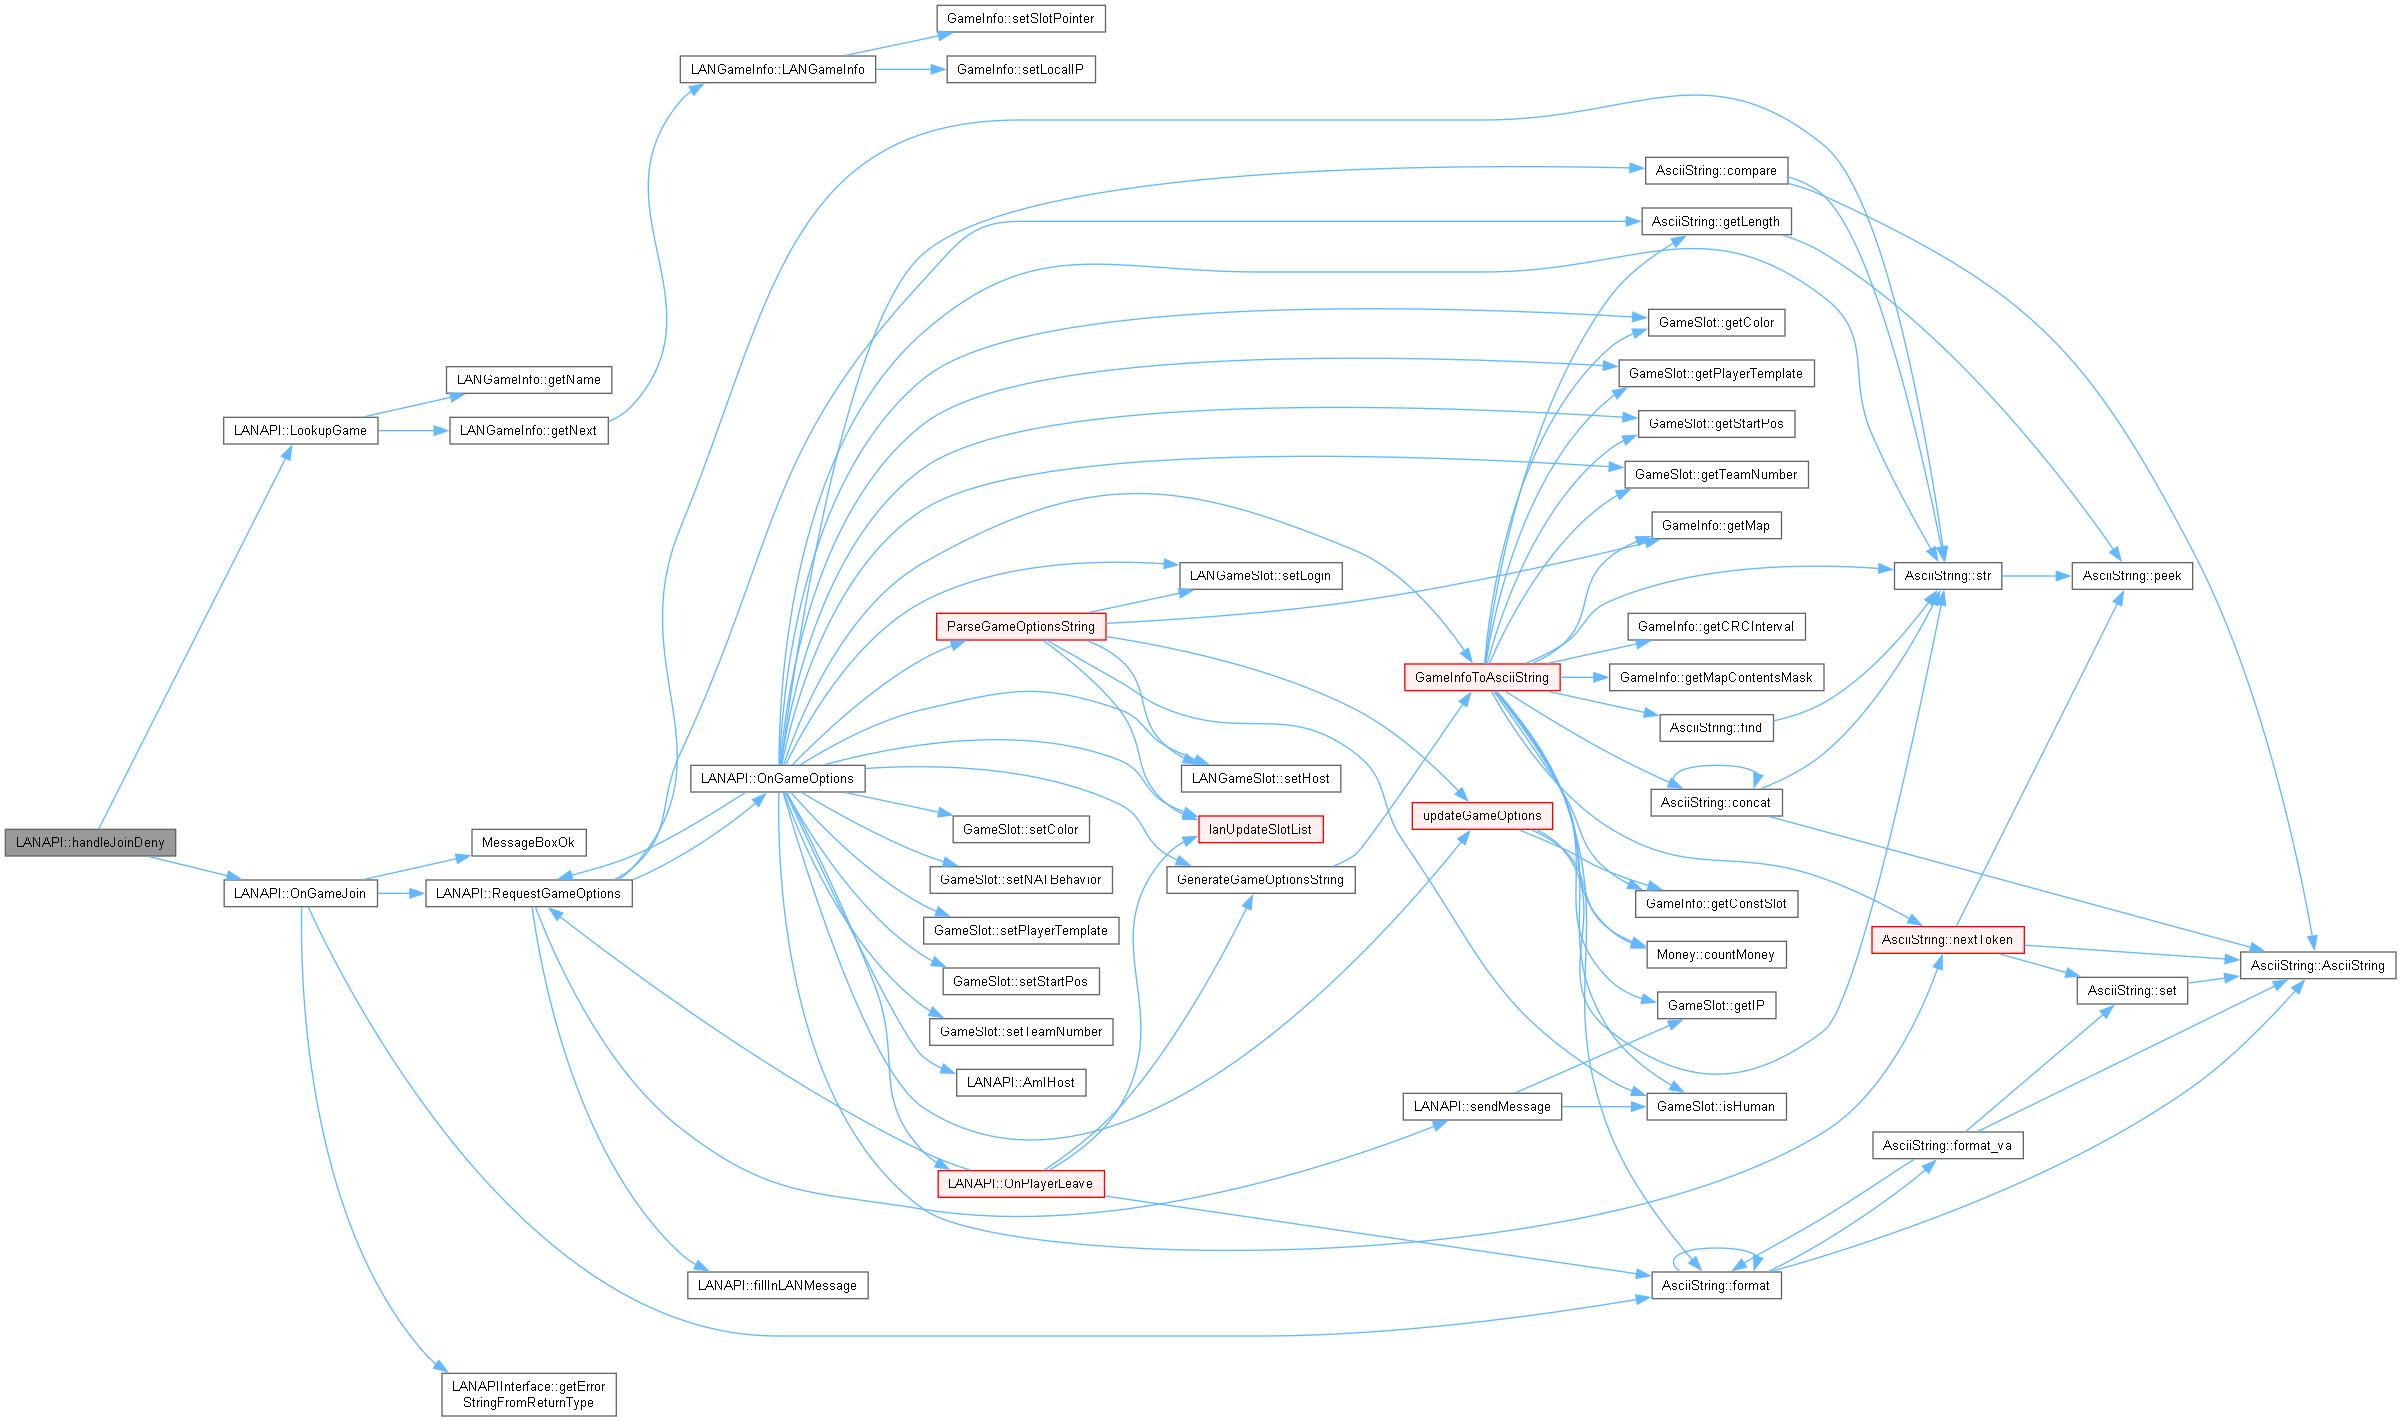 GameInfo::setSlotPointer
LANGameInfo::LANGameInfo
GameInfo::setLocalIP
AsciiString::compare
AsciiString::getLength
GameSlot::getColor
GameSlot::getPlayerTemplate
LANGameInfo::getName
GameSlot::getStartPos
LANAPI::LookupGame
LANGameInfo::getNext
GameSlot::getTeamNumber
GameInfo::getMap
LANGameSlot::setLogin
AsciiString::str
AsciiString::peek
ParseGameOptionsString
GameInfo::getCRCInterval
GameInfoToAsciiString
GameInfo::getMapContentsMask
AsciiString::find
LANAPI::OnGameOptions
LANGameSlot::setHost
AsciiString::concat
updateGameOptions
GameSlot::setColor
lanUpdateSlotList
LANAPI::handleJoinDeny
MessageBoxOk
GameSlot::setNATBehavior
GenerateGameOptionsString
LANAPI::OnGameJoin
LANAPI::RequestGameOptions
GameInfo::getConstSlot
GameSlot::setPlayerTemplate
AsciiString::nextToken
Money::countMoney
AsciiString::AsciiString
GameSlot::setStartPos
AsciiString::set
GameSlot::getIP
GameSlot::setTeamNumber
LANAPI::AmIHost
LANAPI::sendMessage
GameSlot::isHuman
AsciiString::format_va
LANAPI::OnPlayerLeave
LANAPI::fillInLANMessage
AsciiString::format
LANAPIInterface::getError
StringFromReturnType